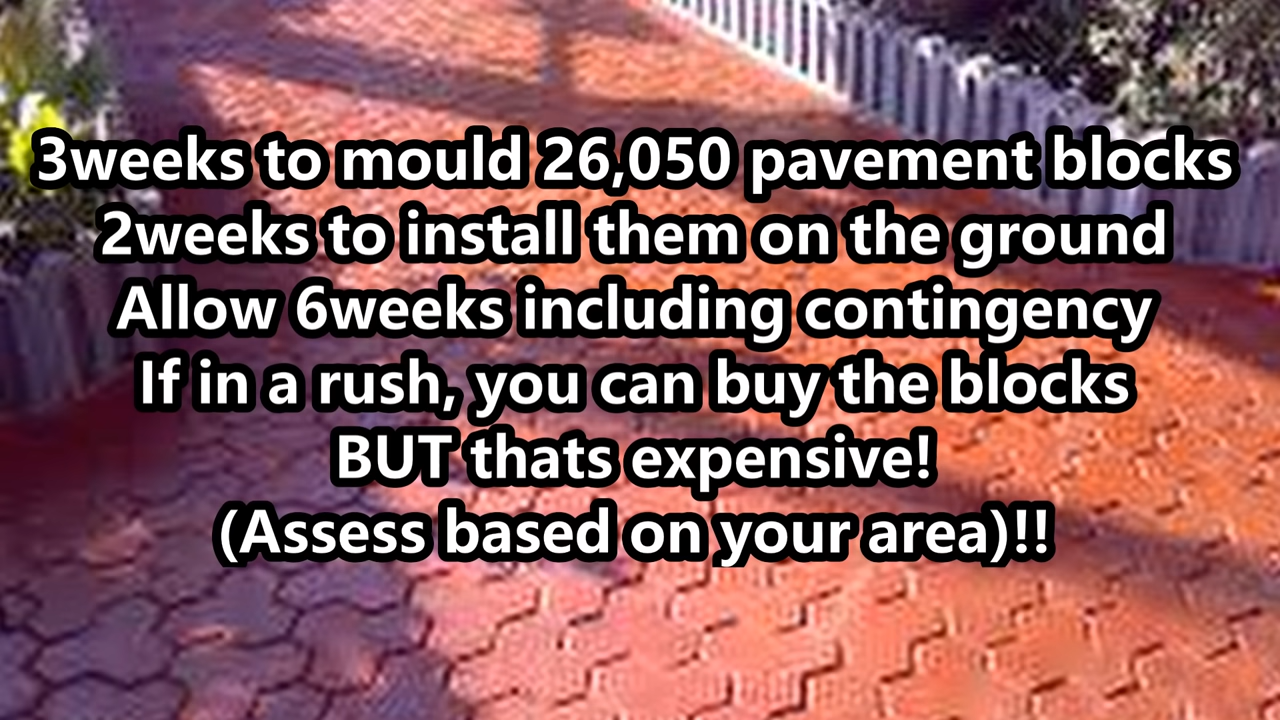 3weeks to mould 26,050 pavement blocks
2weeks to install them on the ground
Allow 6weeks including contingency
If in a rush, you can buy the blocks
BUT thats expensive!
(Assess based on your area)!!